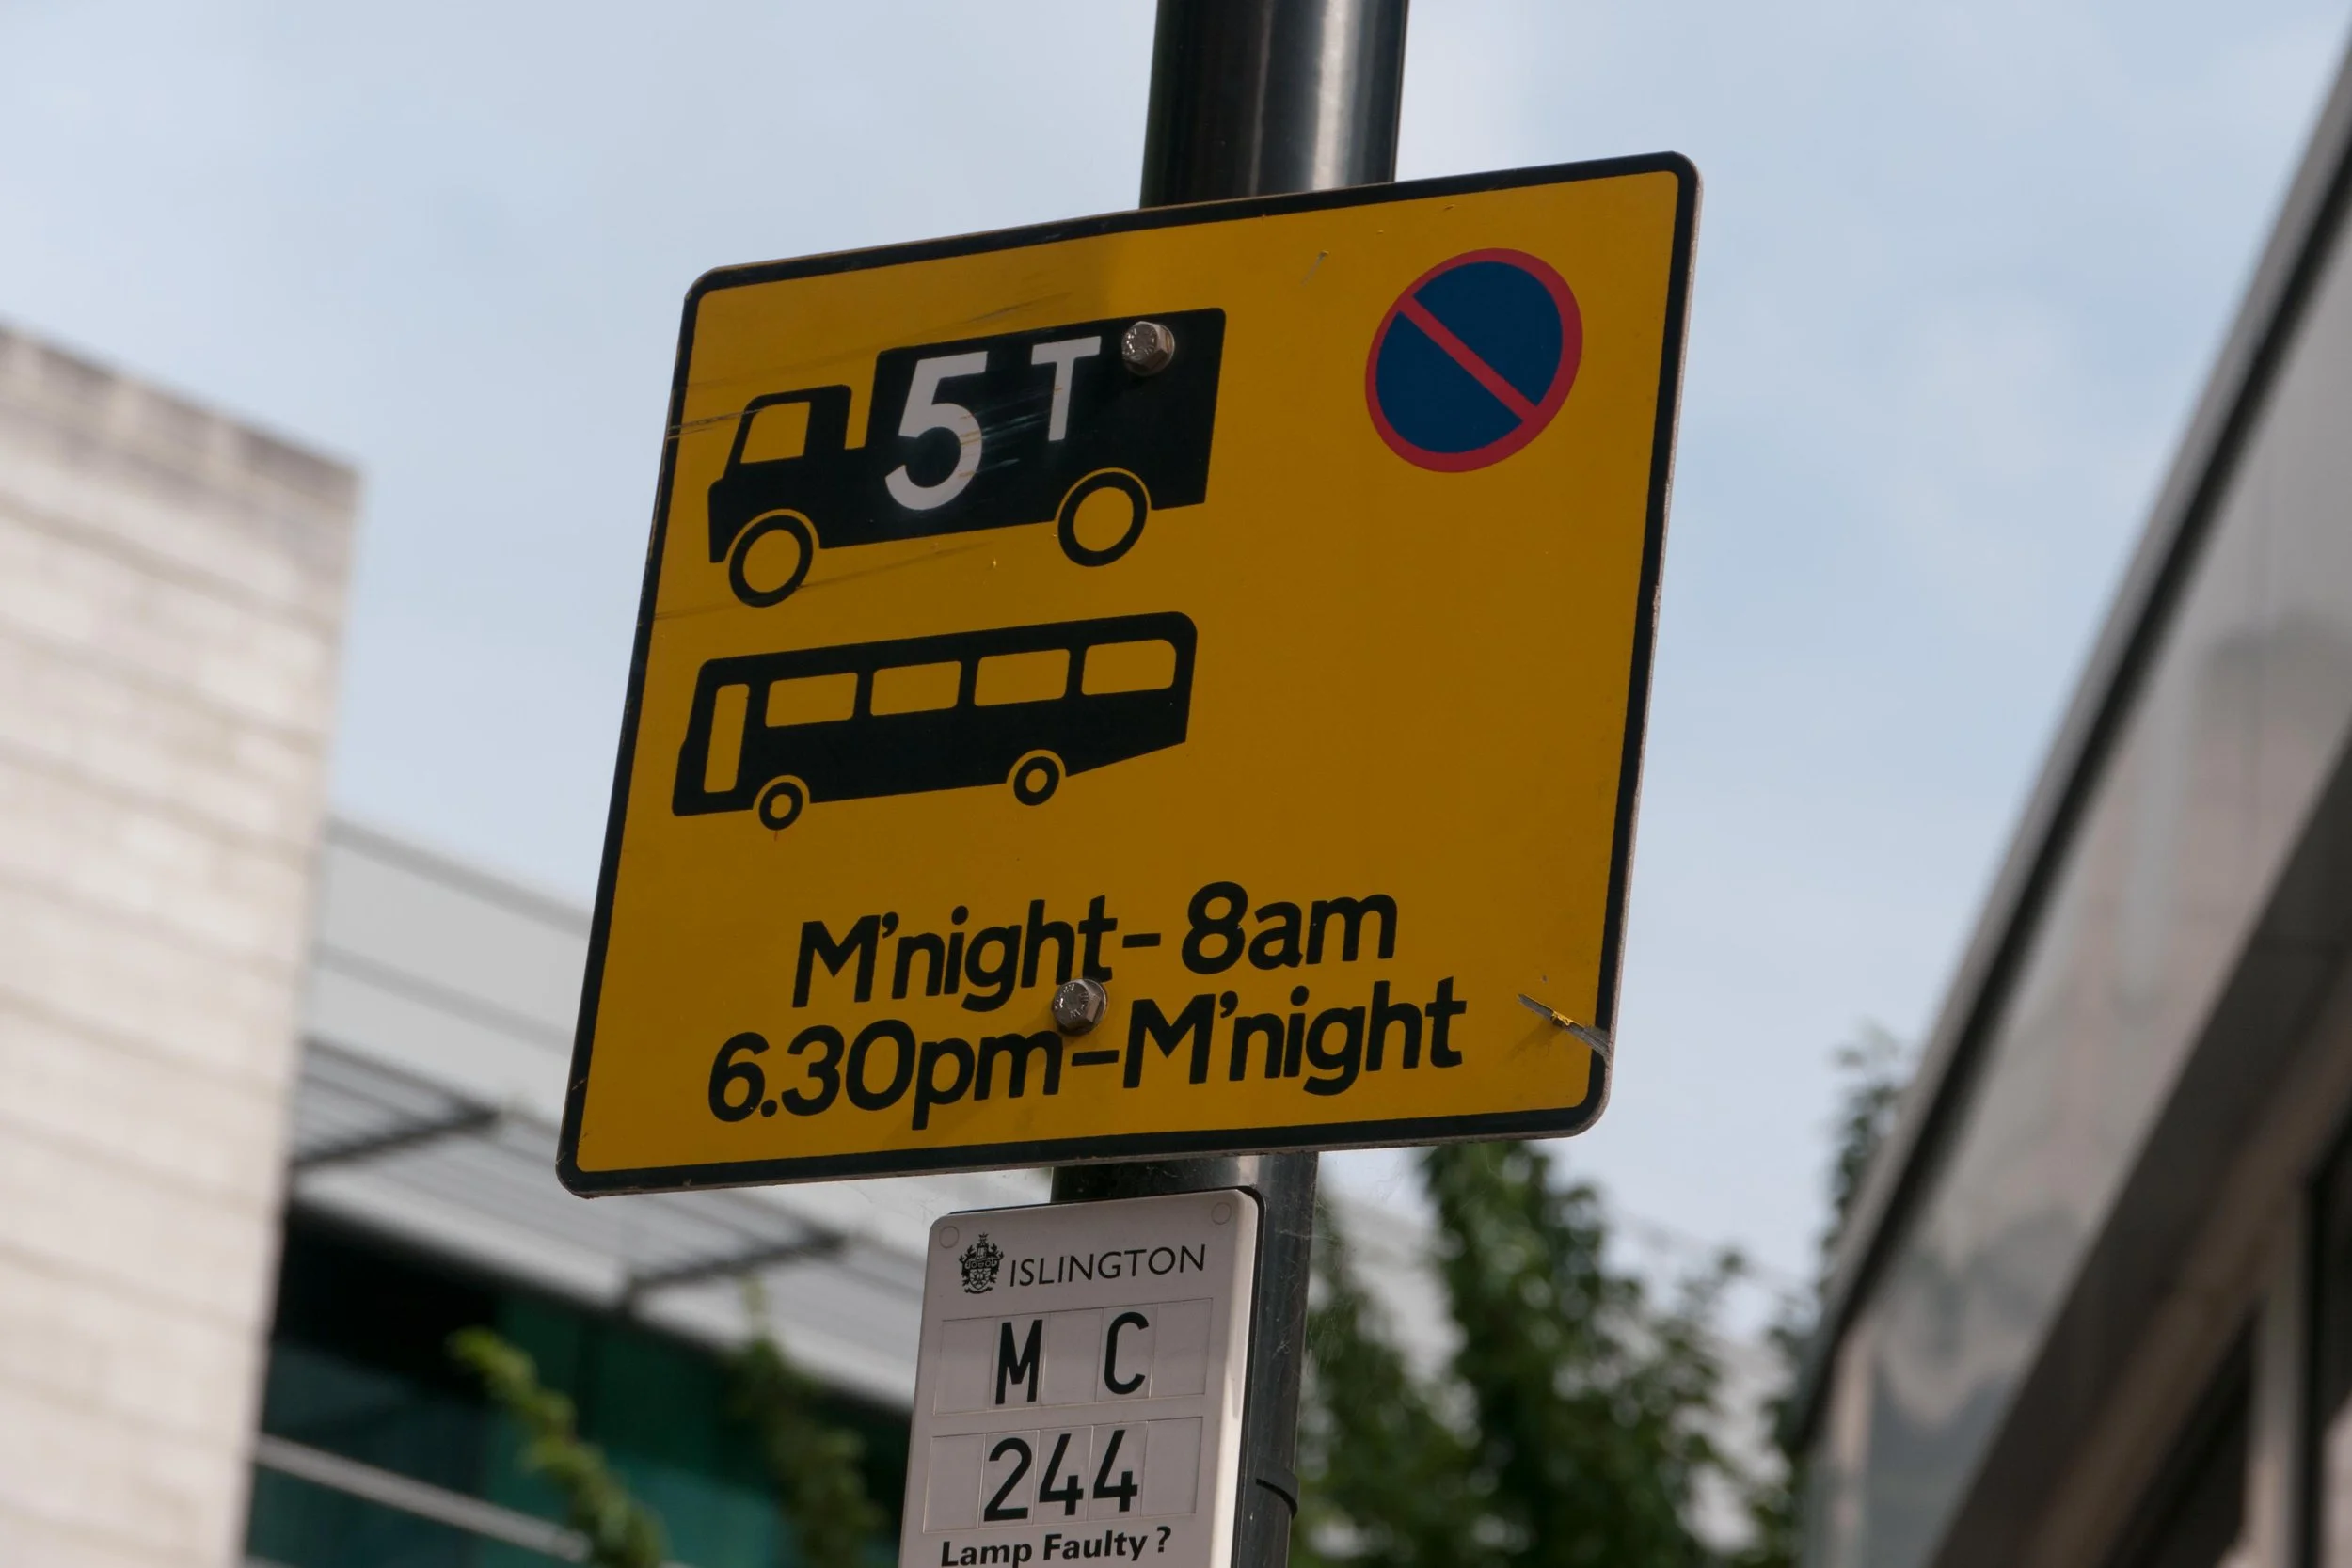 5T
M'night-8am
6.30pm-M'night
ISLINGTON
M C
244
Lamp Faulty?